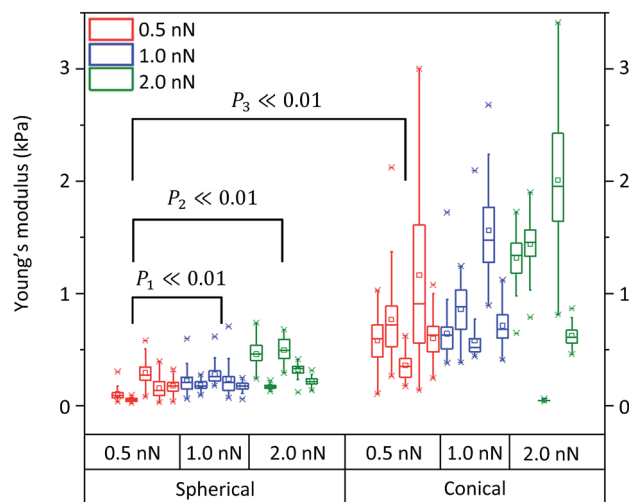 0.5 nN
1.0 nN
2.0 nN
P₃ ≪ 0.01
P₂ ≪ 0.01
P₁ ≪ 0.01
Young's modulus (kPa)
3
3
2
2
1
1
0
0
0.5 nN 1.0 nN 2.0 nN 0.5 nN 1.0 nN 2.0 nN
Spherical Conical